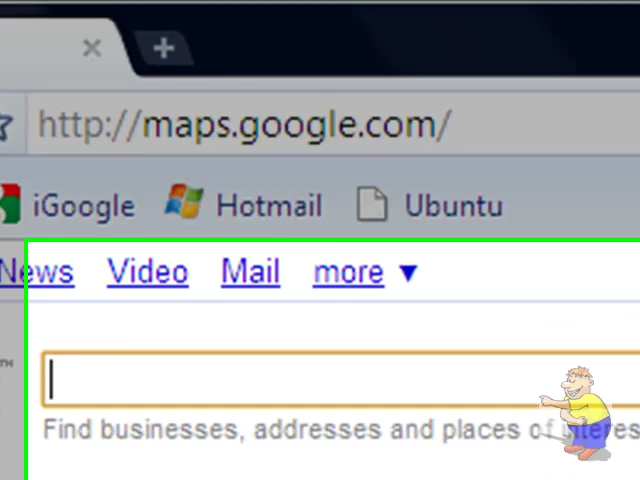 http://maps.google.com/
iGoogle Hotmail Ubuntu
News Video Mail more ▼
Find businesses, addresses and places of